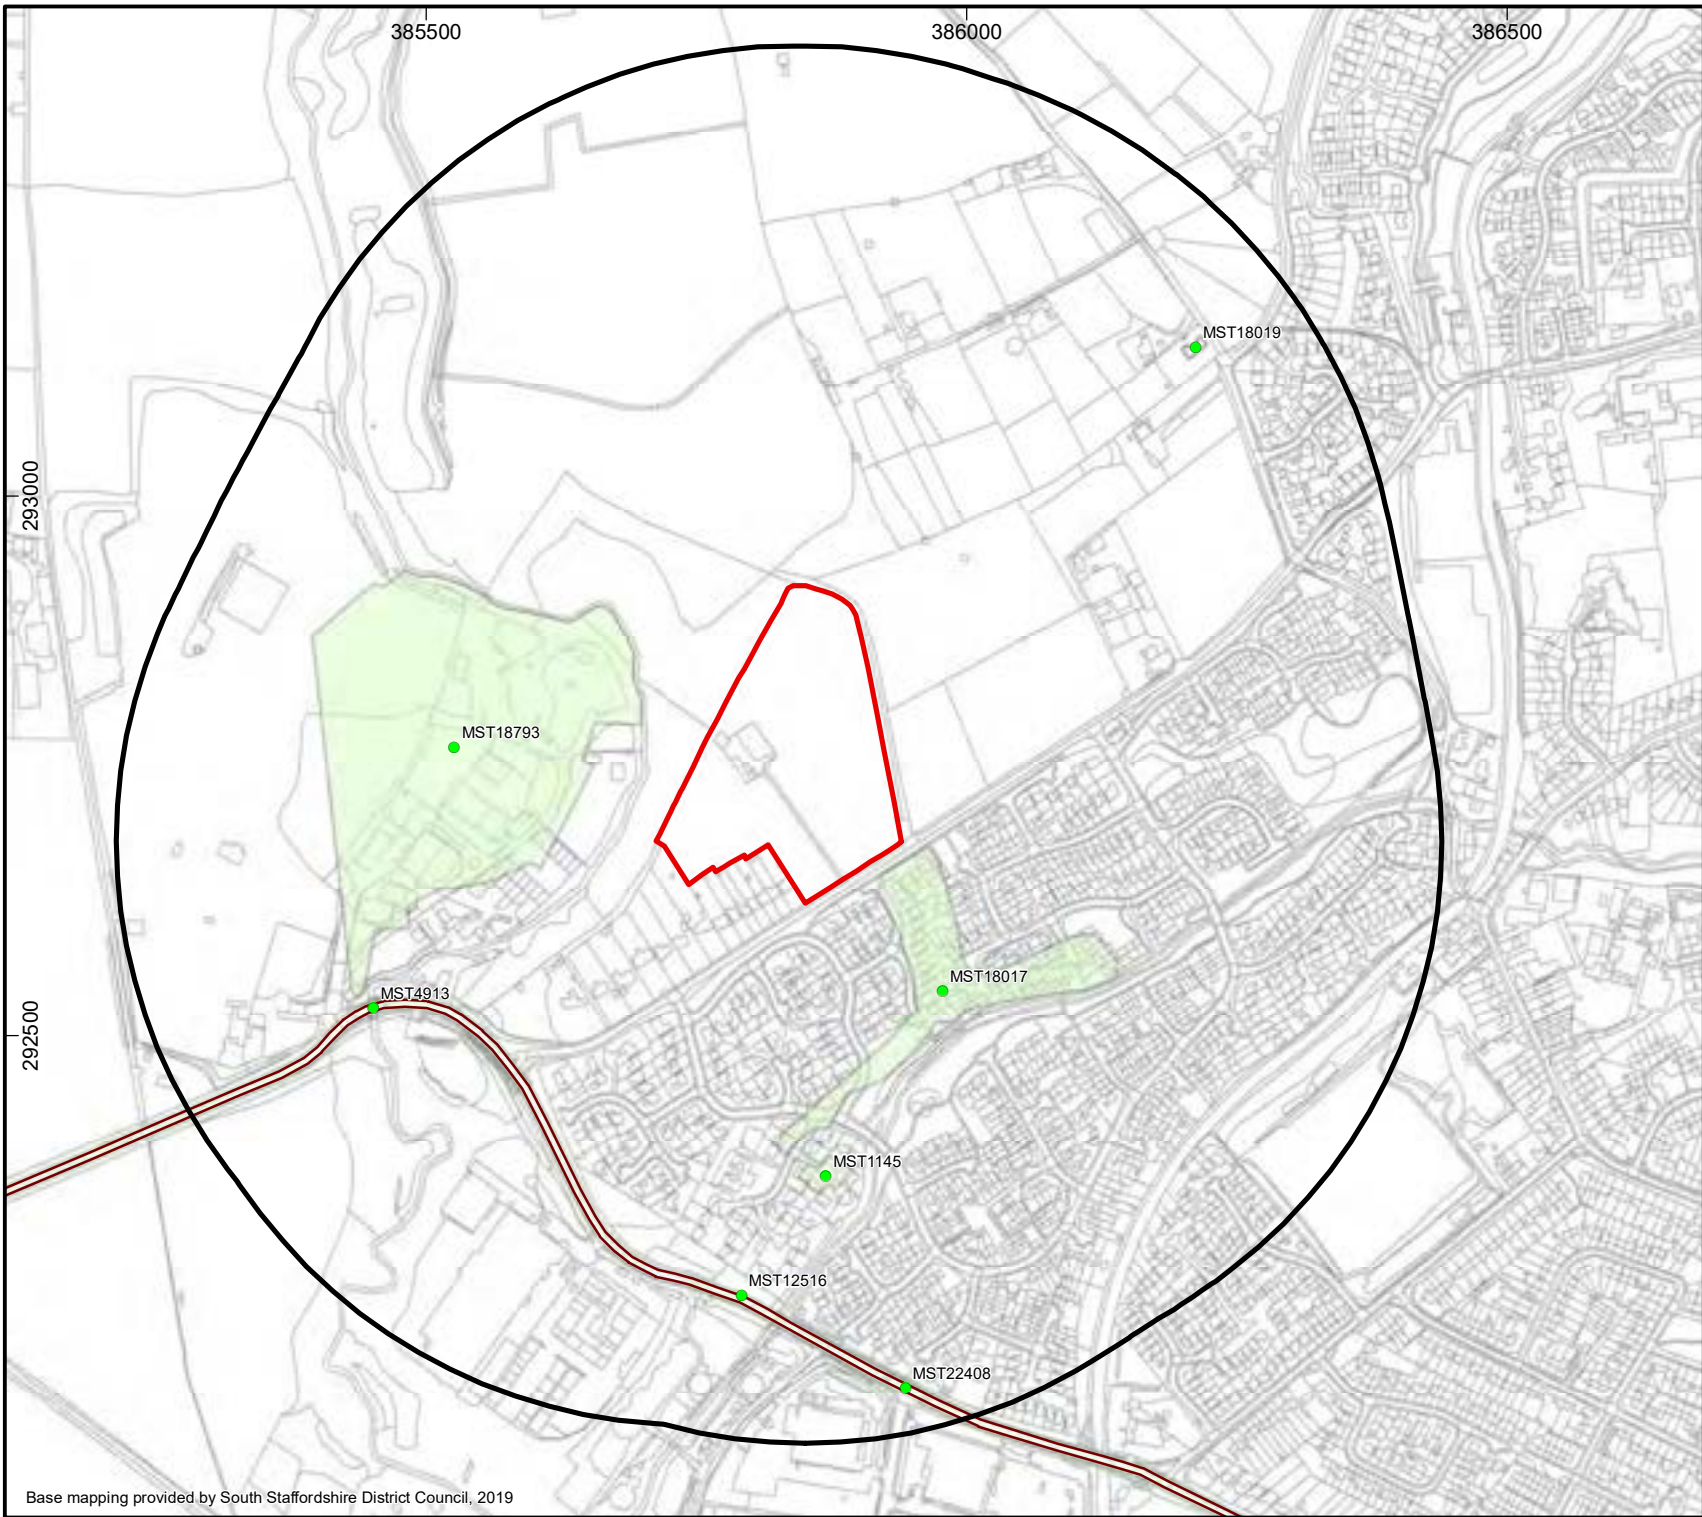 385500
386000
386500
MST18019
293000
MST18793
MST18017
MST4913
292500
MST1145
MST12516
MST22408
Base mapping provided by South Staffordshire District Council, 2019